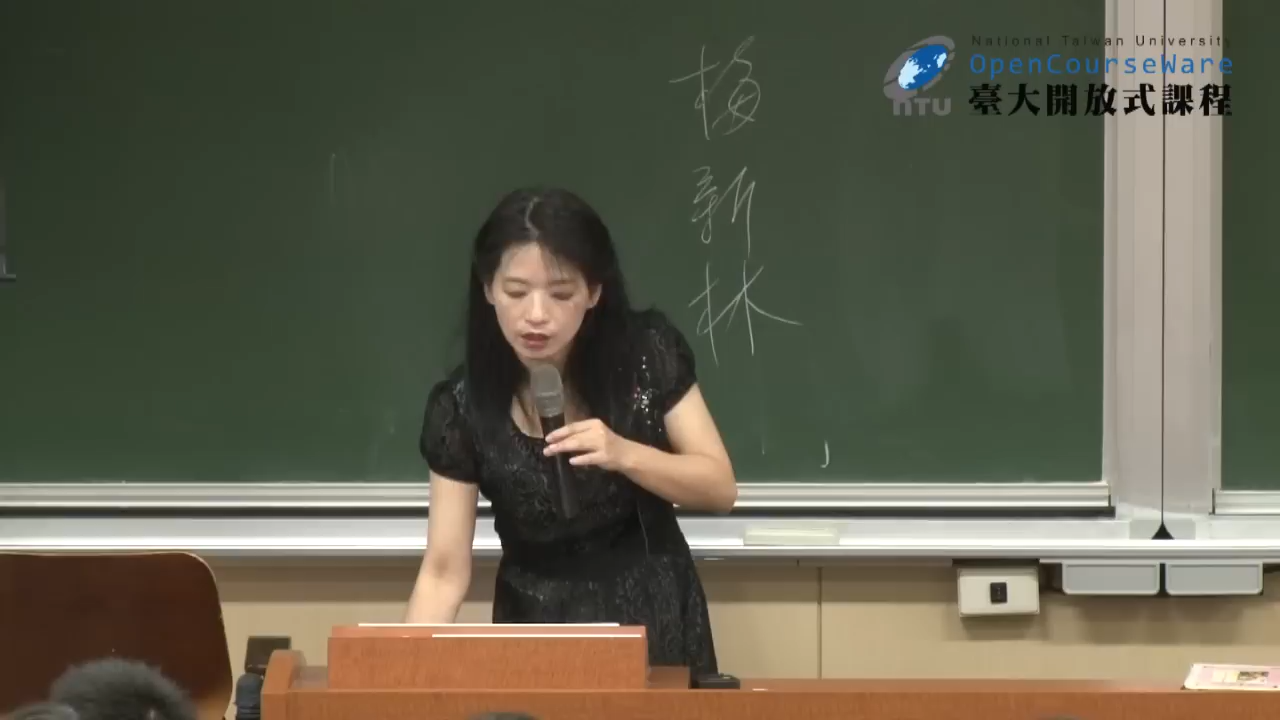 梅新林
National Taiwan University
OpenCourseWare
臺大開放式課程
NTU